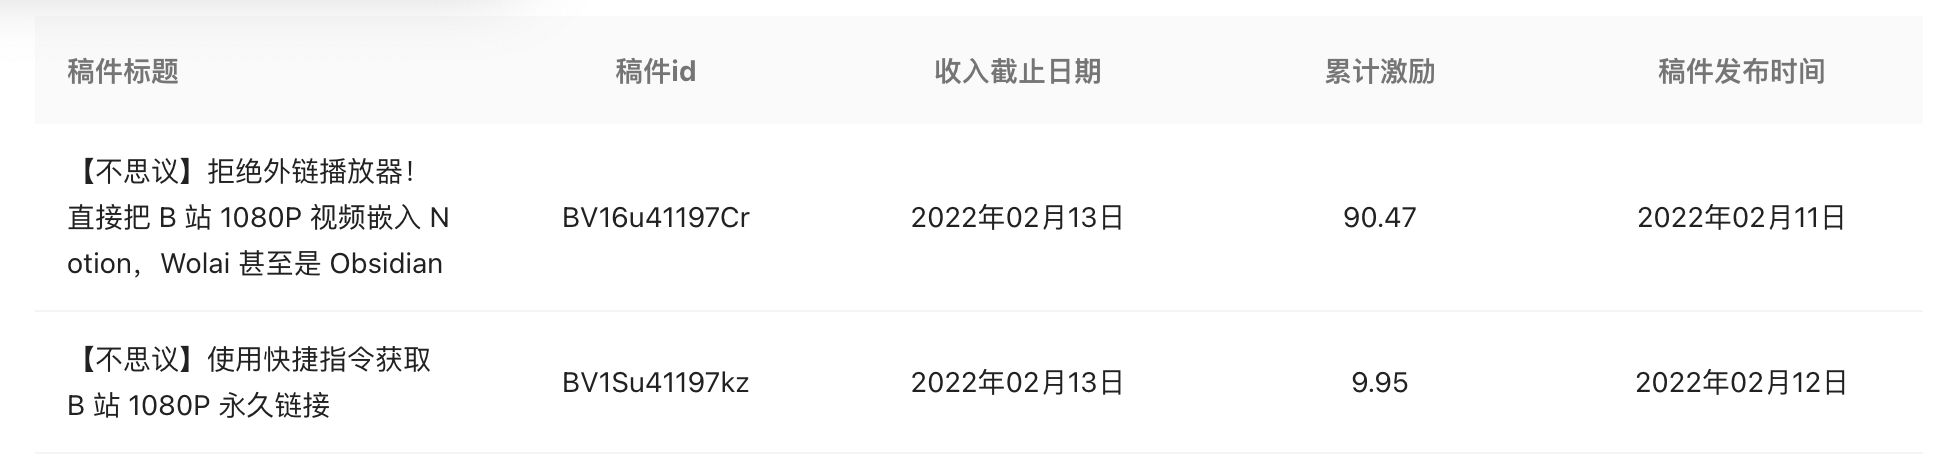 稿件标题 稿件id 收入截止日期 累计激励 稿件发布时间
【不思议】拒绝外链播放器！
直接把 B 站 1080P 视频嵌入 N
otion，Wolai 甚至是 Obsidian
BV16u41197Cr 2022年02月13日 90.47 2022年02月11日
【不思议】使用快捷指令获取
B 站 1080P 永久链接
BV1Su41197kz 2022年02月13日 9.95 2022年02月12日